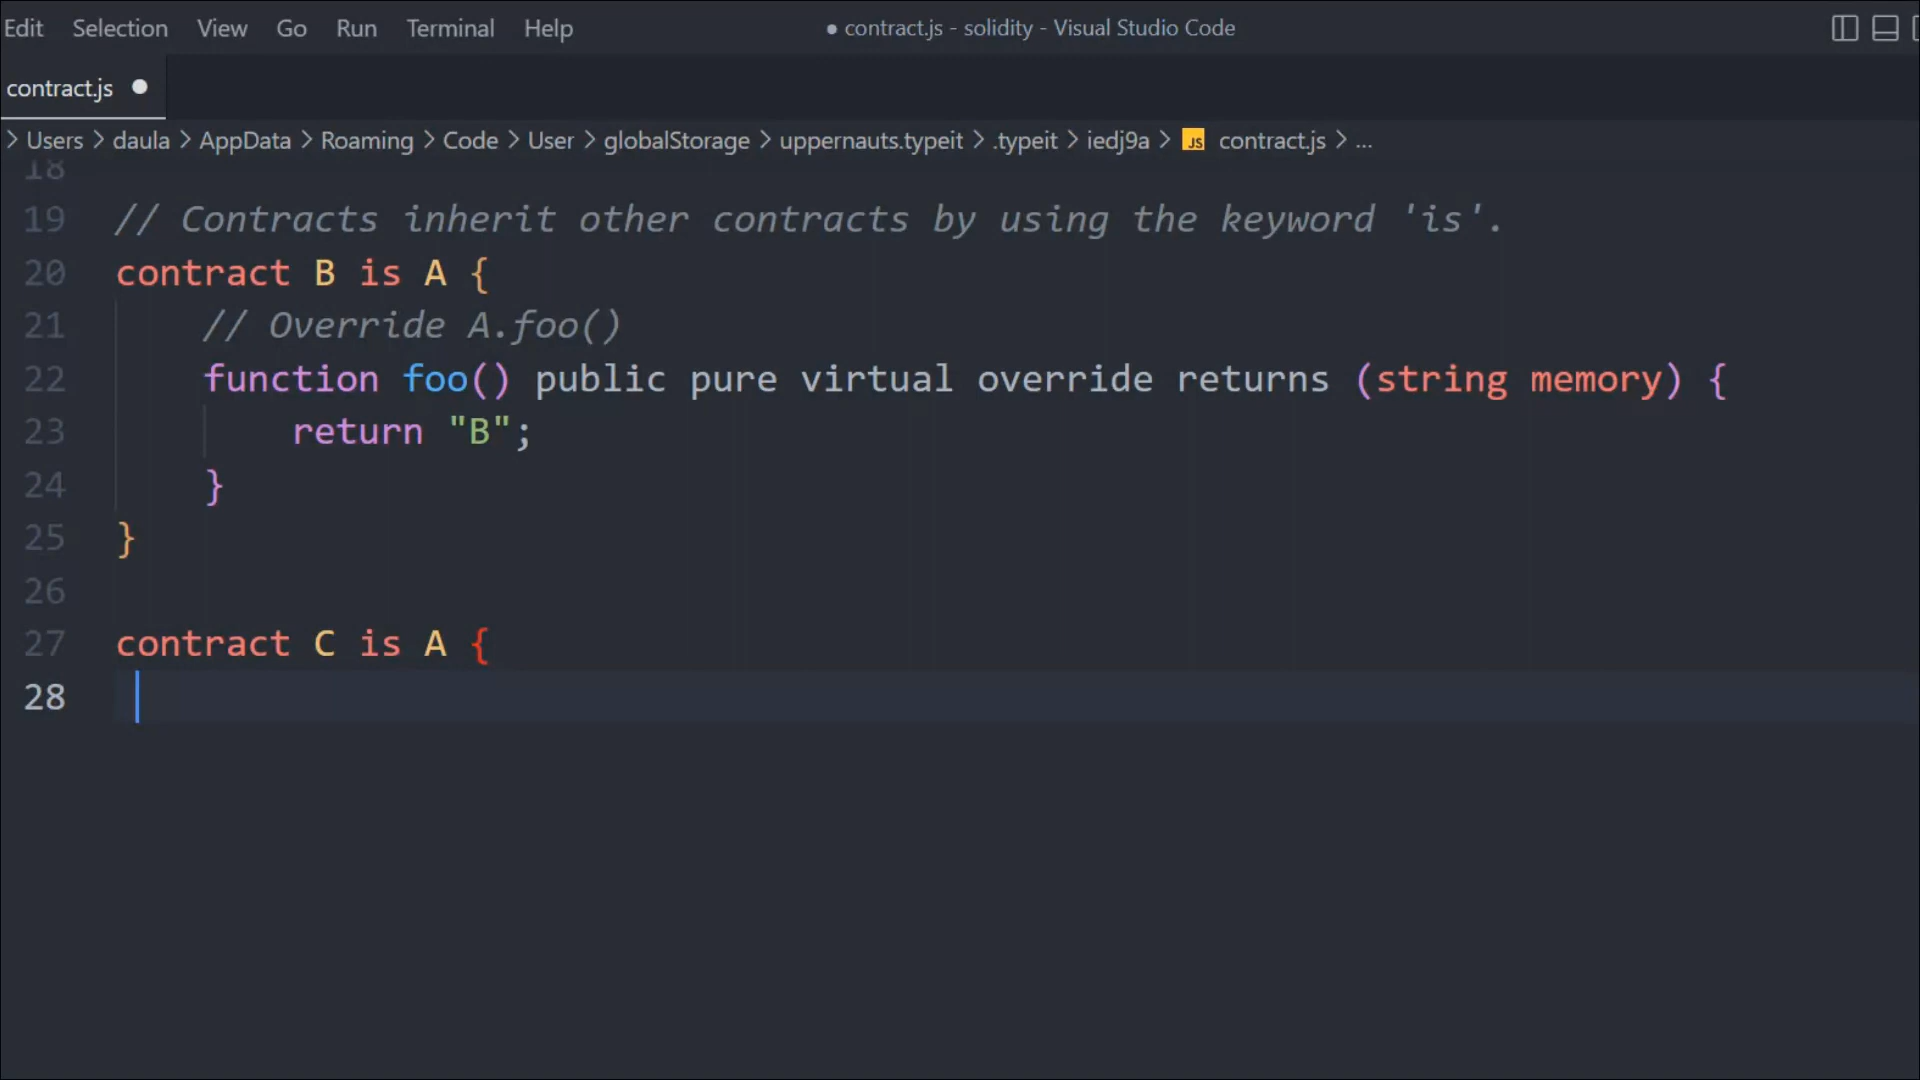 Edit Selection View Go Run Terminal Help ● contract.js - solidity - Visual Studio Code
contract.js ●
> Users > daula > AppData > Roaming > Code > User > globalStorage > uppernauts.typeit > .typeit > iedj9a > JS contract.js > ...
18
19 // Contracts inherit other contracts by using the keyword 'is'.
20 contract B is A {
21 // Override A.foo()
22 function foo() public pure virtual override returns (string memory) {
23 return "B";
24 }
25 }
26
27 contract C is A {
28